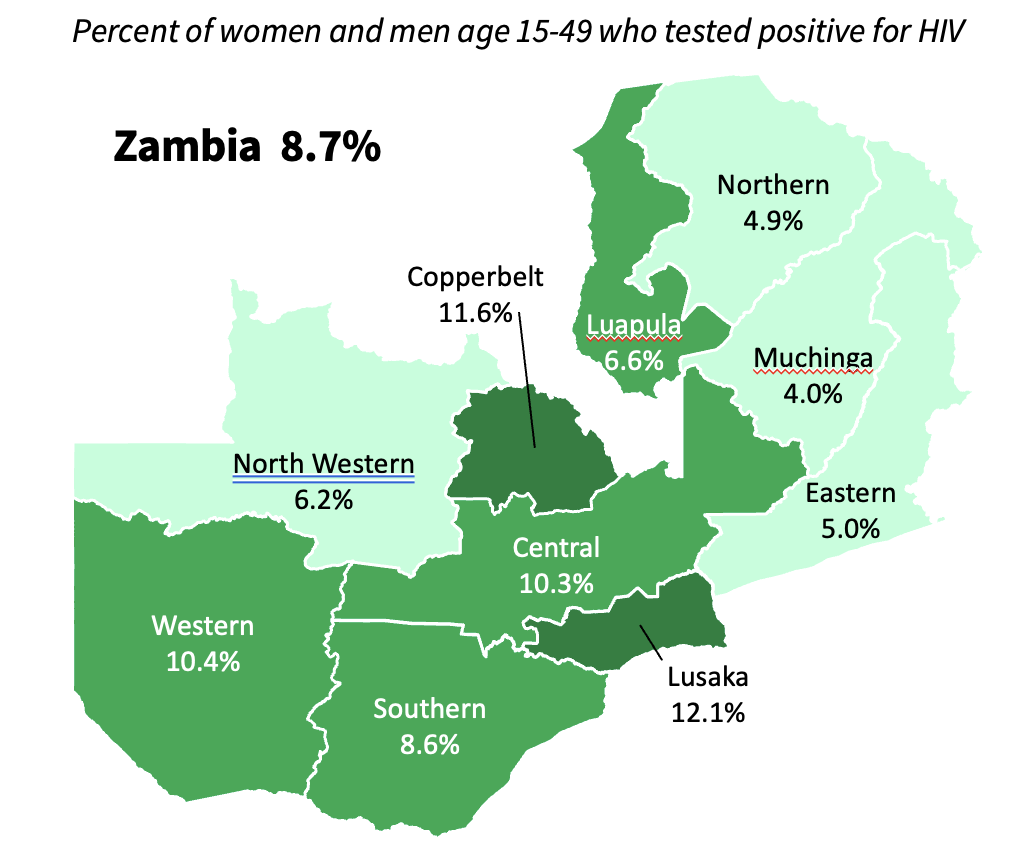 Percent of women and men age 15-49 who tested positive for HIV
Zambia 8.7%
Northern
4.9%
Copperbelt
11.6%
Luapula
6.6%
Muchinga
4.0%
North Western
6.2%
Eastern
5.0%
Central
10.3%
Western
10.4%
Lusaka
12.1%
Southern
8.6%